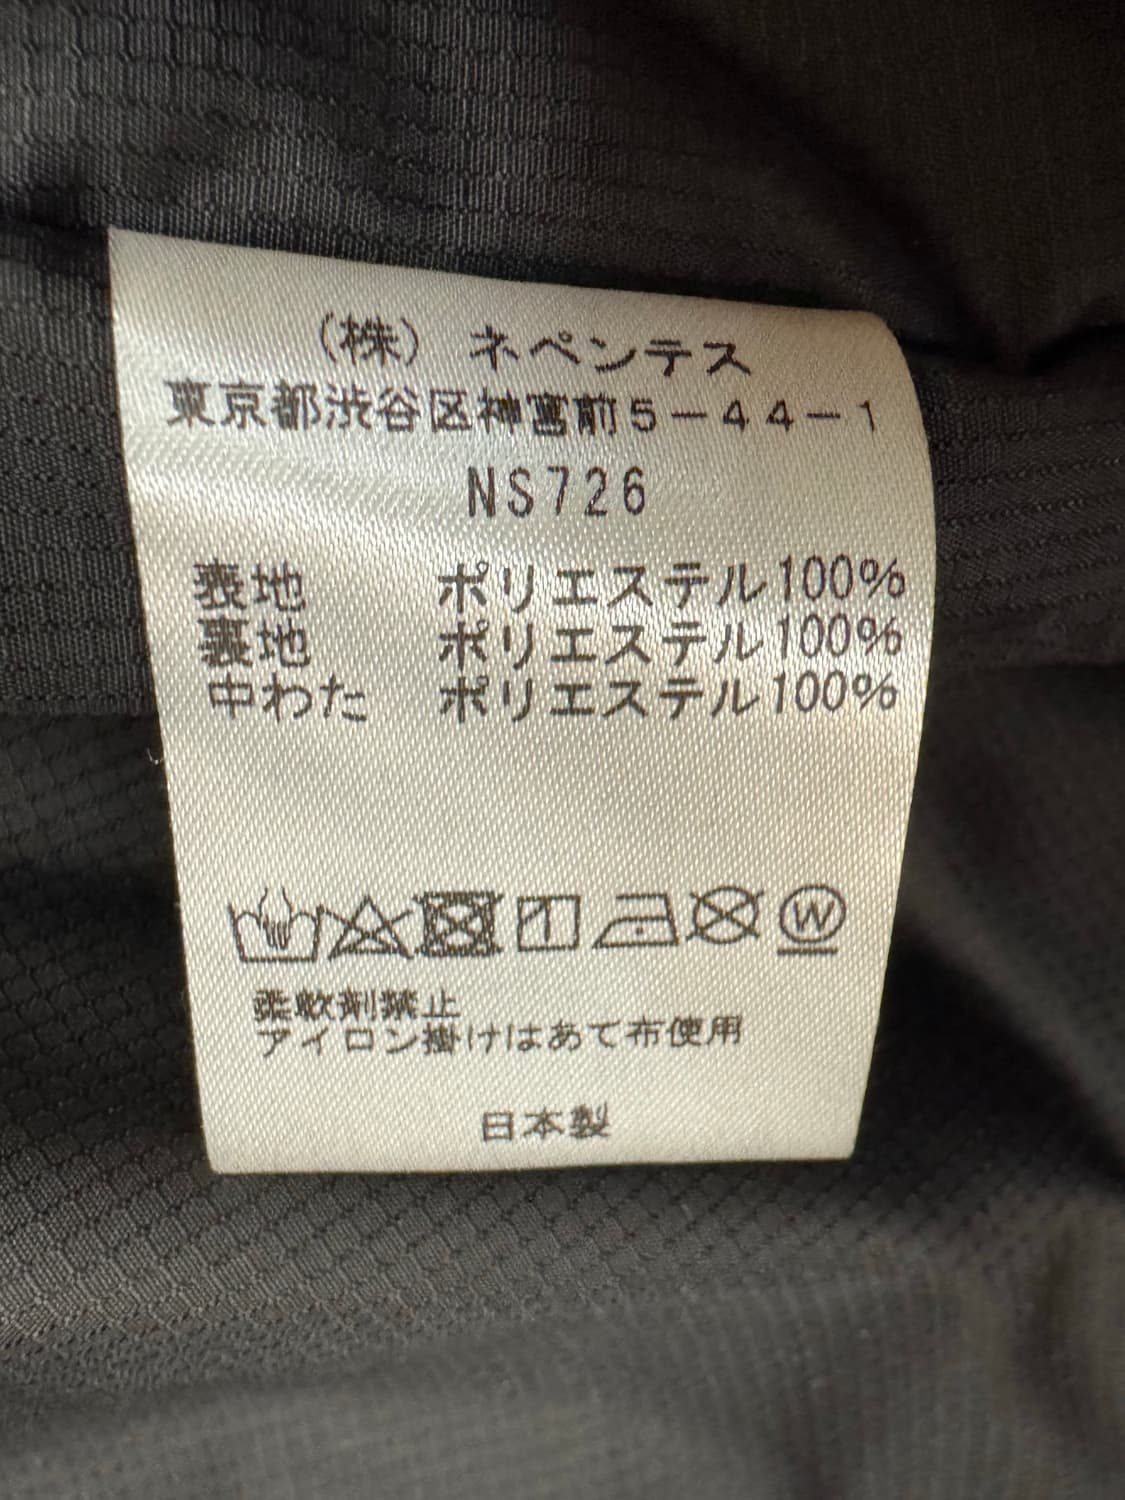 (株) ネペンテス
東京都渋谷区神宮前5-44-1
NS726
表地 ポリエステル100%
裏地 ポリエステル100%
中わた ポリエステル100%
W
柔軟剤禁止
アイロン掛けはあて布使用
日本製